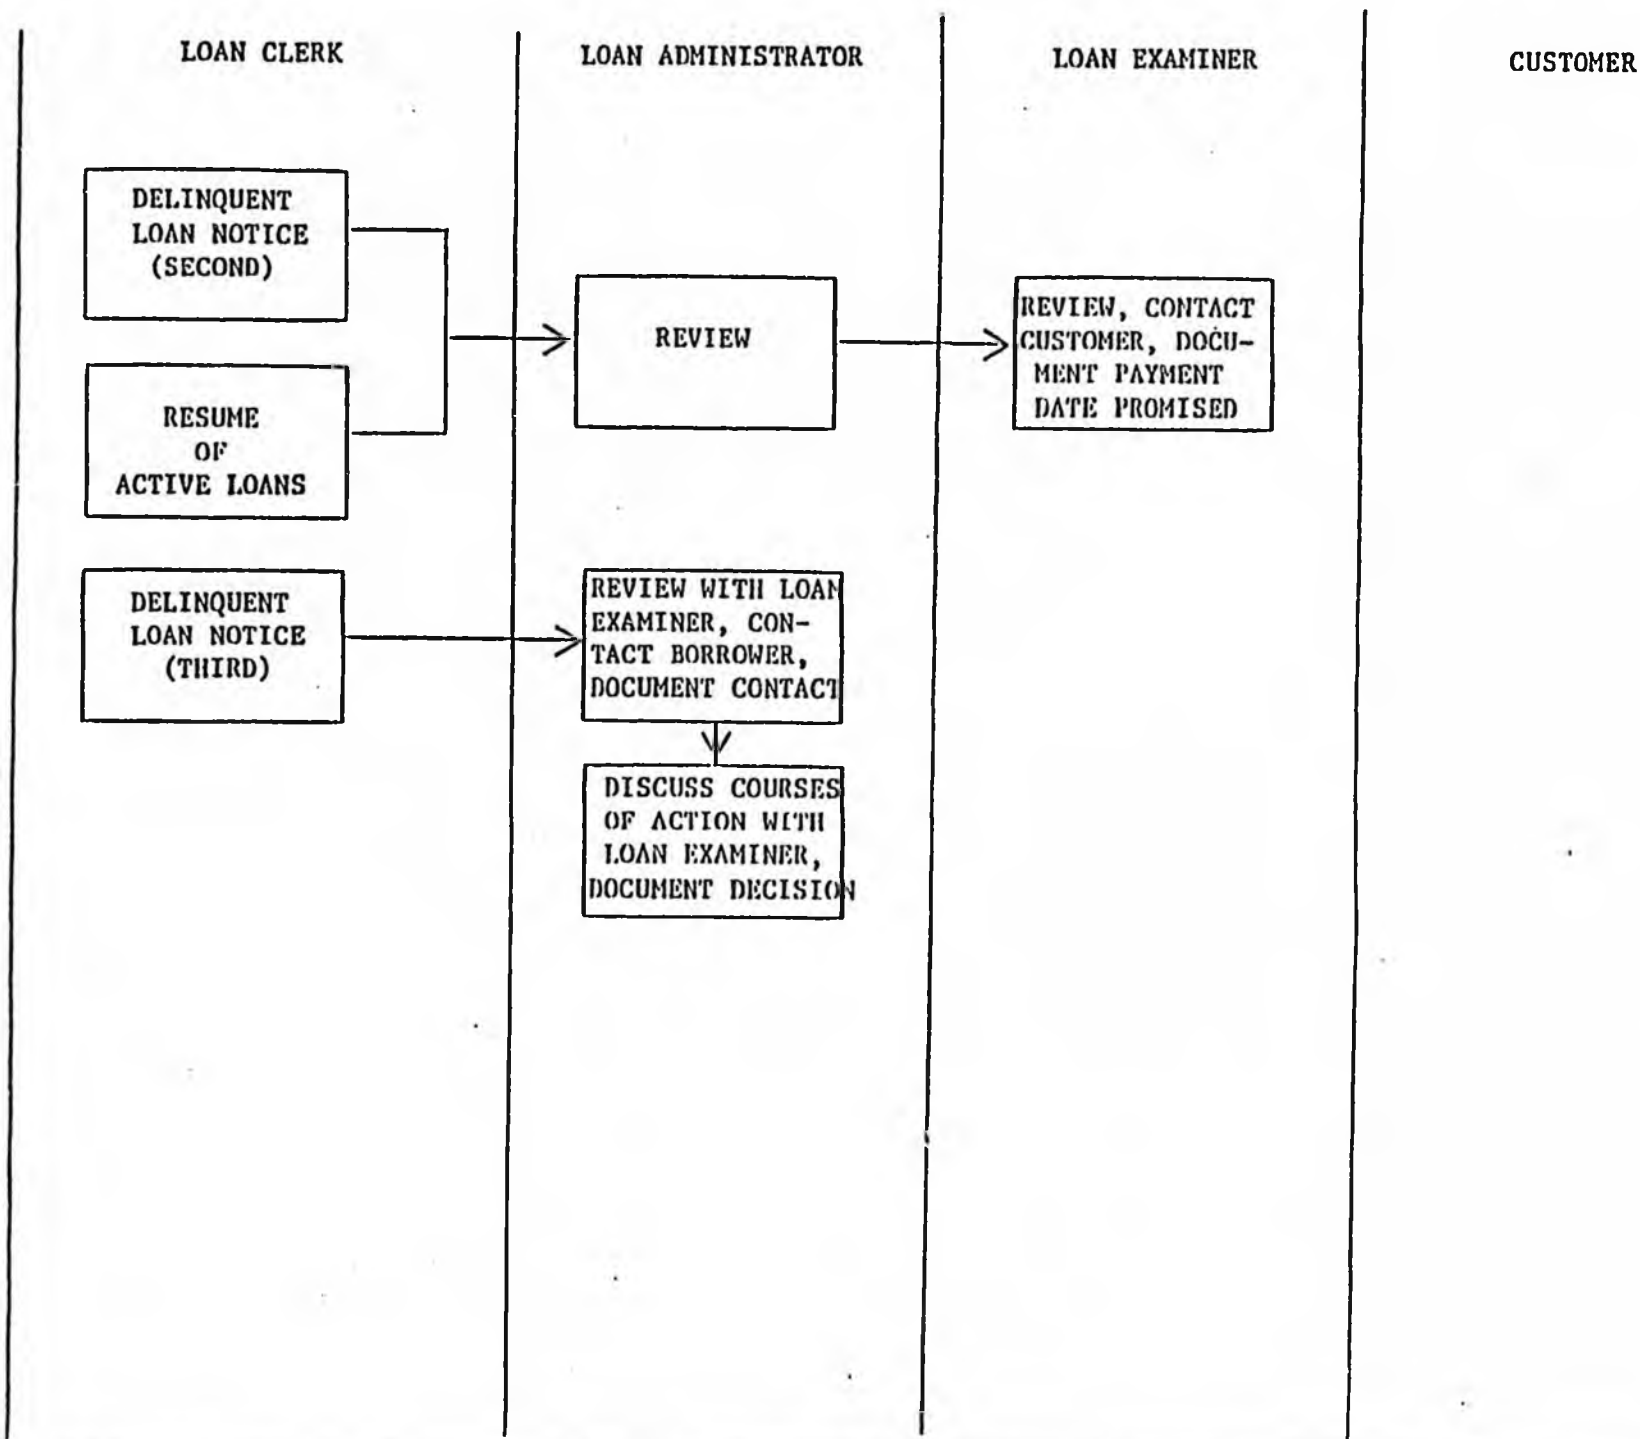 LOAN CLERK
LOAN ADMINISTRATOR
LOAN EXAMINER
CUSTOMER
DELINQUENT
LOAN NOTICE
(SECOND)
RESUME
OF
ACTIVE LOANS
REVIEW
REVIEW, CONTACT
CUSTOMER, DOCU-
MENT PAYMENT
DATE PROMISED
DELINQUENT
LOAN NOTICE
(THIRD)
REVIEW WITH LOAN
EXAMINER, CON-
TACT BORROWER,
DOCUMENT CONTACT
DISCUSS COURSES
OF ACTION WITH
LOAN EXAMINER,
DOCUMENT DECISION